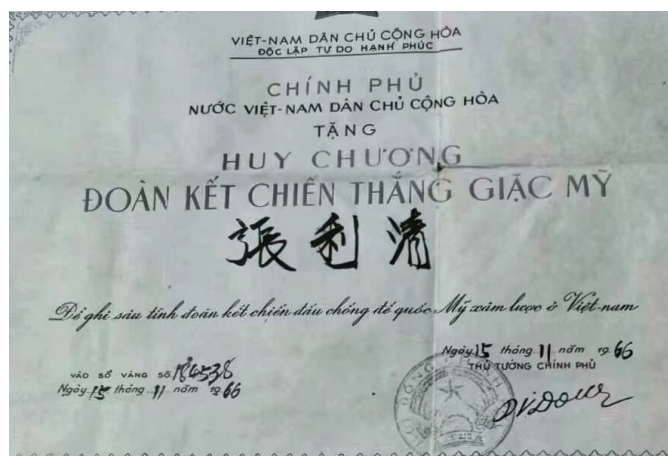 VIỆT-NAM DÂN CHỦ CỘNG HÒA
ĐỘC LẬP TỰ DO HẠNH PHÚC
CHÍNH PHỦ
NƯỚC VIỆT-NAM DÂN CHỦ CỘNG HÒA
TẶNG
HUY CHƯƠNG
ĐOÀN KẾT CHIẾN THẮNG GIẶC MỸ
張利清
Để ghi sâu tình đoàn kết chiến đấu chống đế quốc Mỹ xâm lược ở Việt-nam
Ngày 15 tháng 11 năm 1966
THỦ TƯỚNG CHÍNH PHỦ
VÀO SỔ VÀNG SỐ 184538
Ngày 15 tháng 11 năm 1966